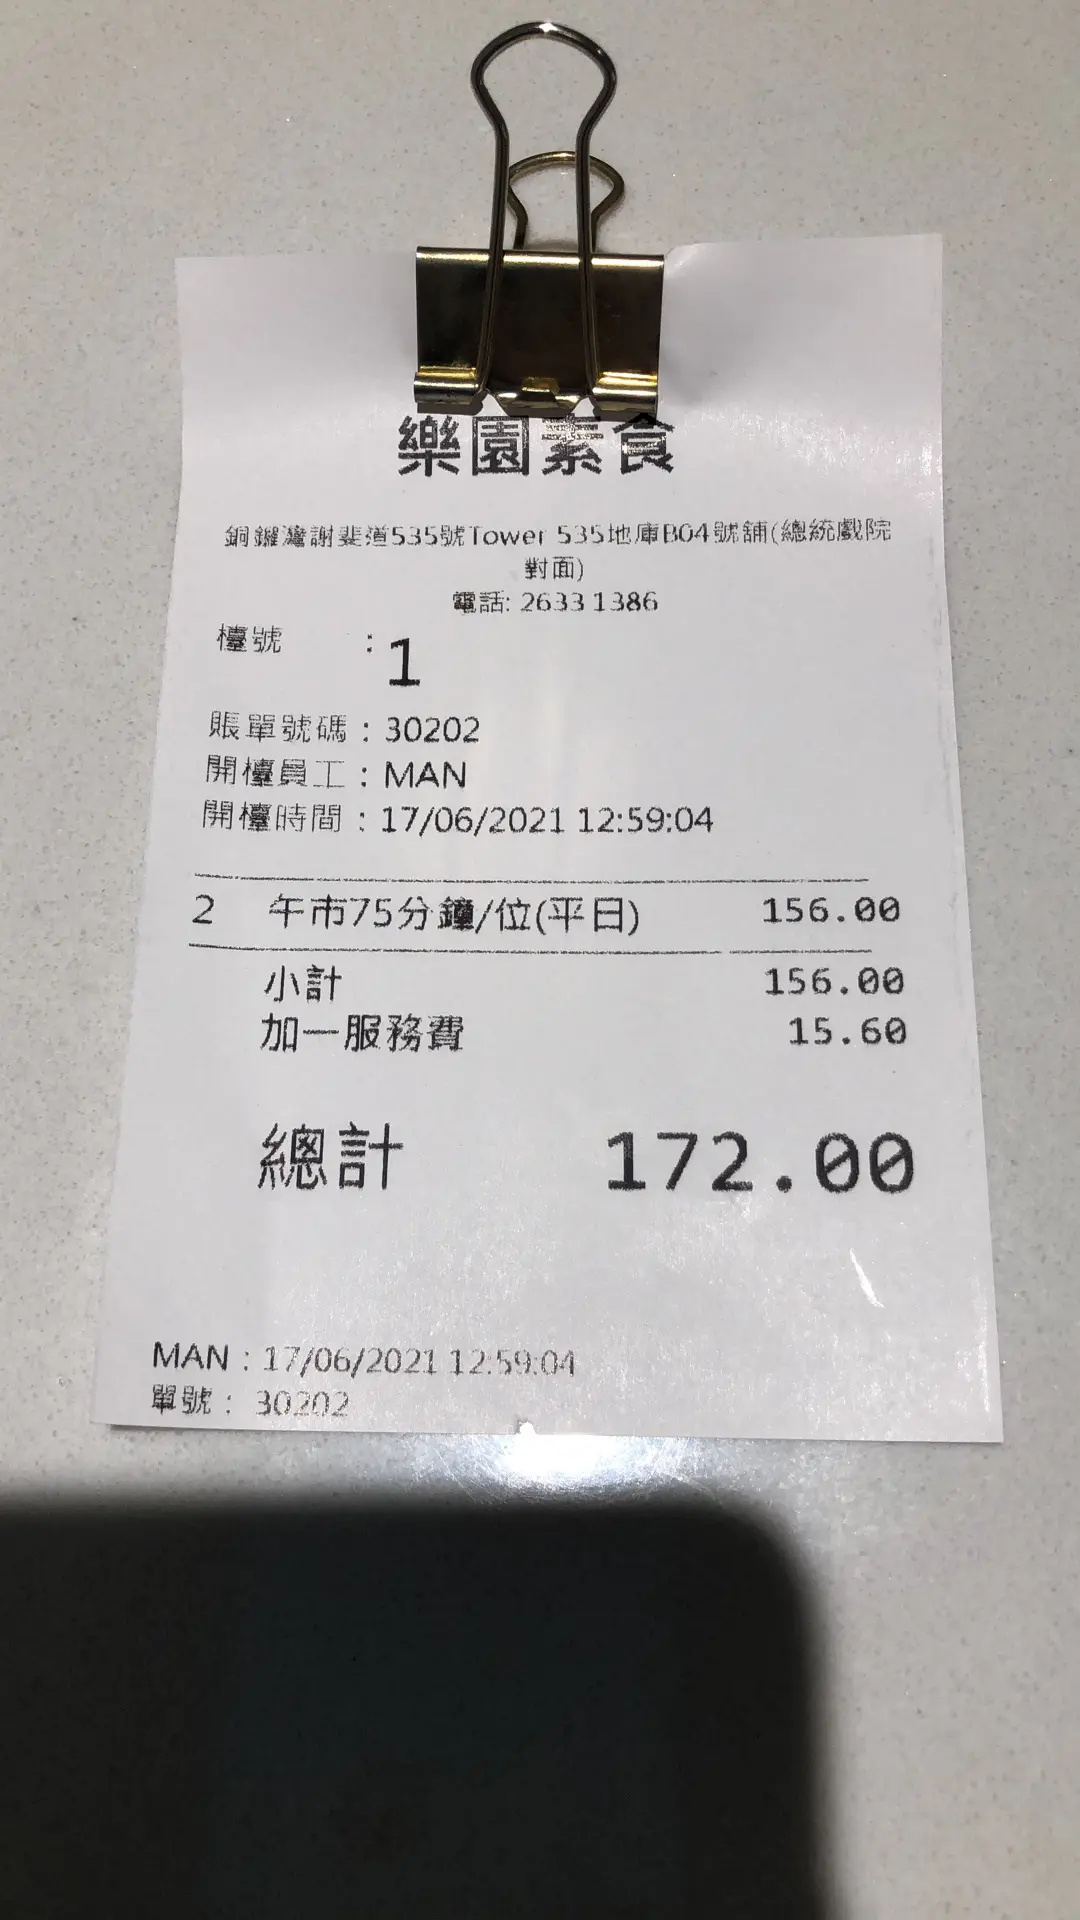 樂園素食
銅鑼灣謝斐道535號Tower 535地庫B04號舖(總統戲院
對面)
電話: 2633 1386
檯號 : 1
賬單號碼 : 30202
開檯員工 : MAN
開檯時間 : 17/06/2021 12:59:04
2 午市75分鐘/位(平日) 156.00
小計 156.00
加一服務費 15.60
總計 172.00
MAN : 17/06/2021 12:59:04
單號 : 30202